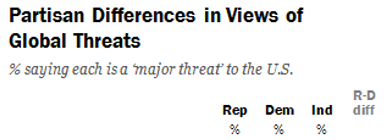 Partisan Differences in Views of
Global Threats
% saying each is a 'major threat' to the U.S.
R-D
Rep Dem Ind diff
% % %